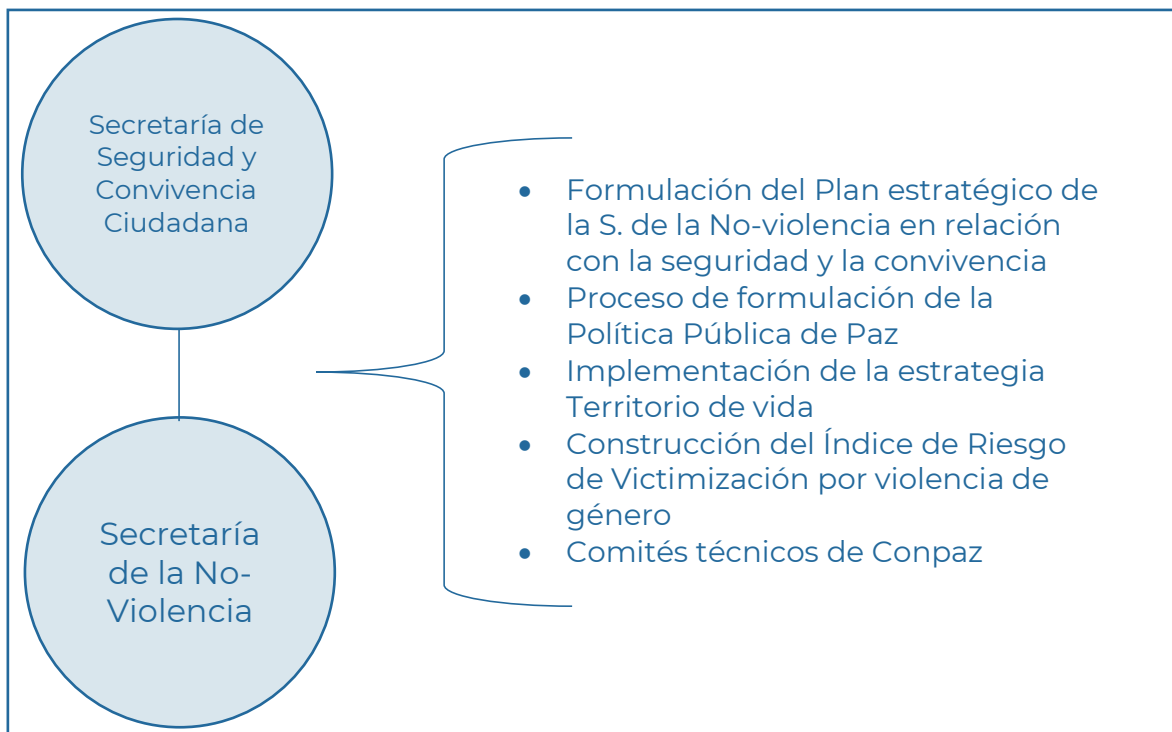 Secretaría de
Seguridad y
Convivencia
Ciudadana
Secretaría
de la No-
Violencia
• Formulación del Plan estratégico de
la S. de la No-violencia en relación
con la seguridad y la convivencia
• Proceso de formulación de la
Política Pública de Paz
• Implementación de la estrategia
Territorio de vida
• Construcción del Índice de Riesgo
de Victimización por violencia de
género
• Comités técnicos de Conpaz